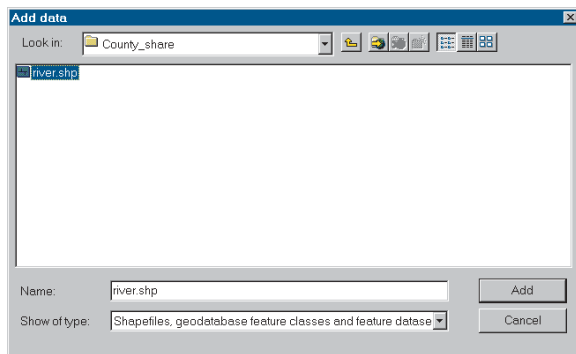 Add data
Look in: County_share
river.shp
Name: river.shp
Add
Show of type: Shapefiles, geodatabase feature classes and feature datase
Cancel